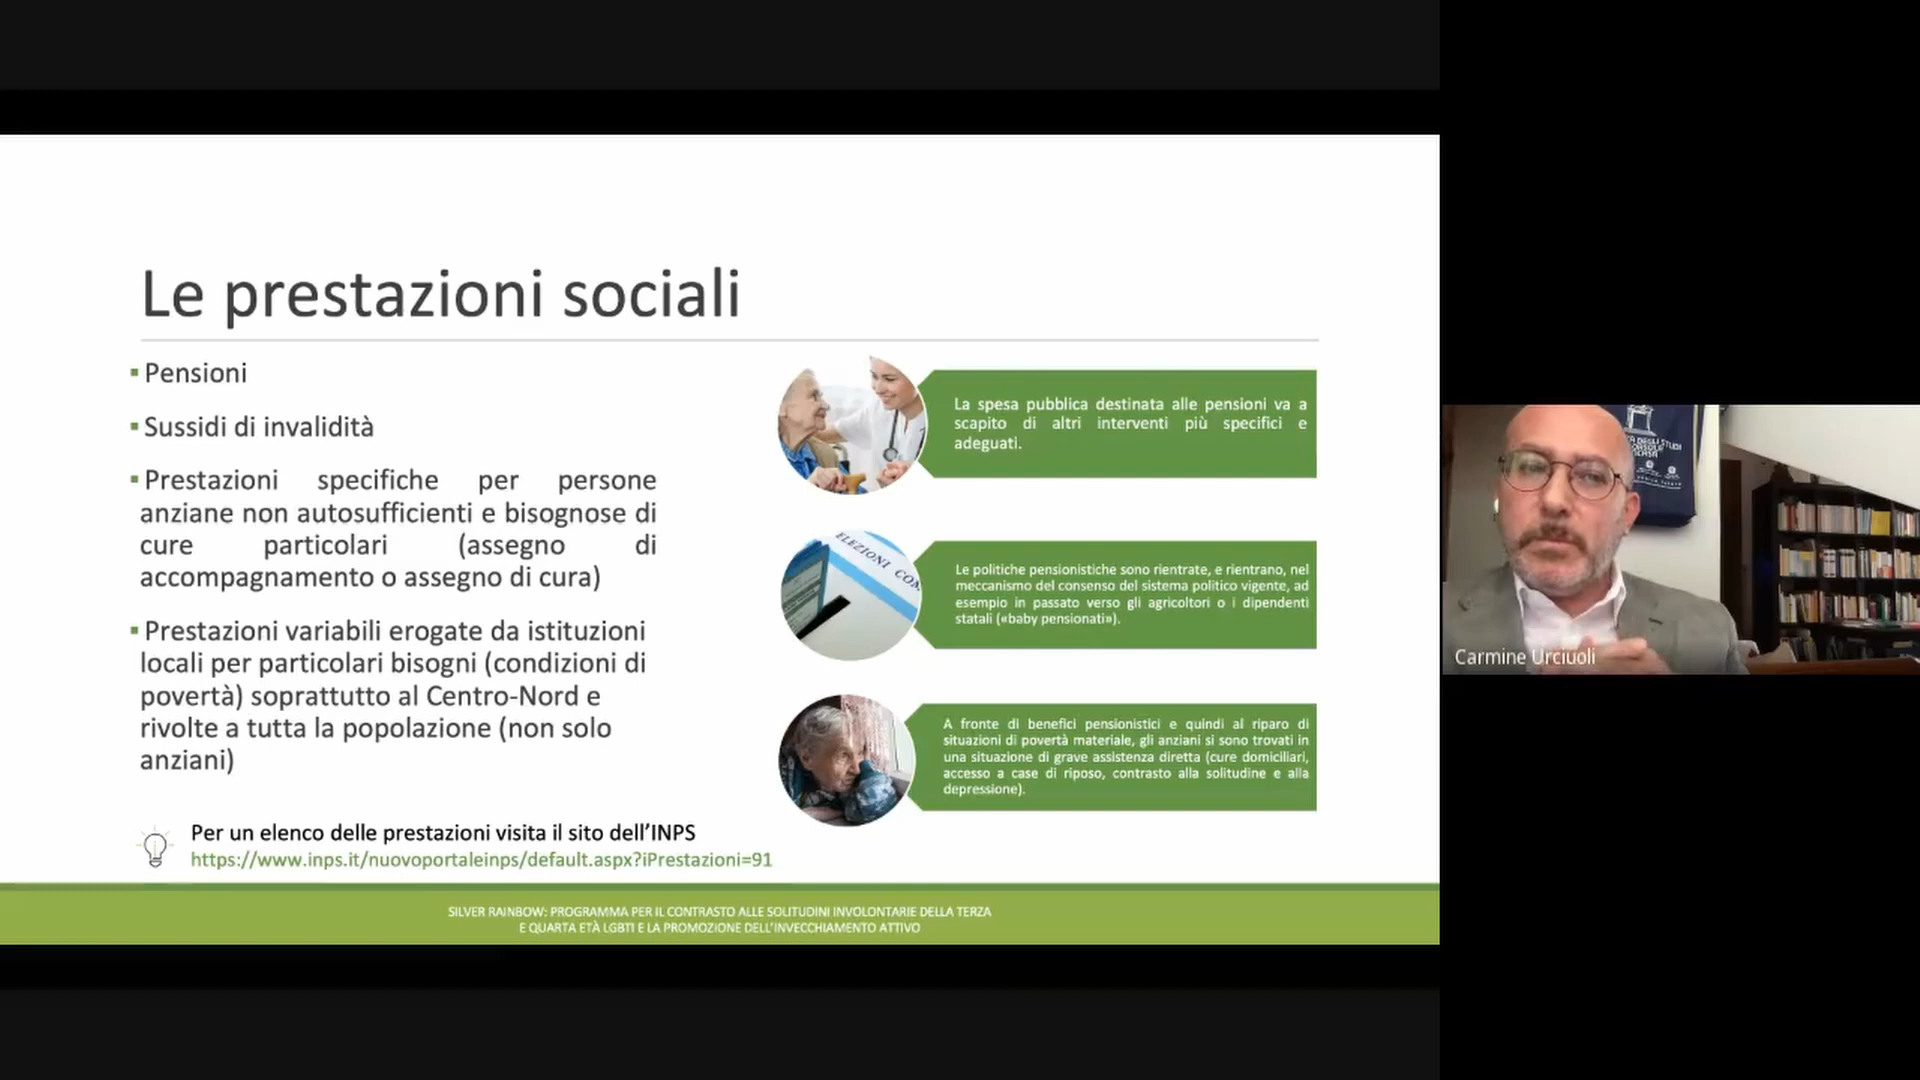 Le prestazioni sociali
▪ Pensioni
▪ Sussidi di invalidità
▪ Prestazioni specifiche per persone
anziane non autosufficienti e bisognose di
cure particolari (assegno di
accompagnamento o assegno di cura)
▪ Prestazioni variabili erogate da istituzioni
locali per particolari bisogni (condizioni di
povertà) soprattutto al Centro-Nord e
rivolte a tutta la popolazione (non solo
anziani)
Per un elenco delle prestazioni visita il sito dell'INPS
https://www.inps.it/nuovoportaleinps/default.aspx?iPrestazioni=91
La spesa pubblica destinata alle pensioni va a
scapito di altri interventi più specifici e
adeguati.
ELEZIONI COM
Le politiche pensionistiche sono rientrate, e rientrano, nel
meccanismo del consenso del sistema politico vigente, ad
esempio in passato verso gli agricoltori o i dipendenti
statali («baby pensionati»).
A fronte di benefici pensionistici e quindi al riparo di
situazioni di povertà materiale, gli anziani si sono trovati in
una situazione di grave assistenza diretta (cure domiciliari,
accesso a case di riposo, contrasto alla solitudine e alla
depressione).
SILVER RAINBOW: PROGRAMMA PER IL CONTRASTO ALLE SOLITUDINI INVOLONTARIE DELLA TERZA
E QUARTA ETÀ LGBTI E LA PROMOZIONE DELL'INVECCHIAMENTO ATTIVO
DEGLI STUDI
Carmine Urciuoli